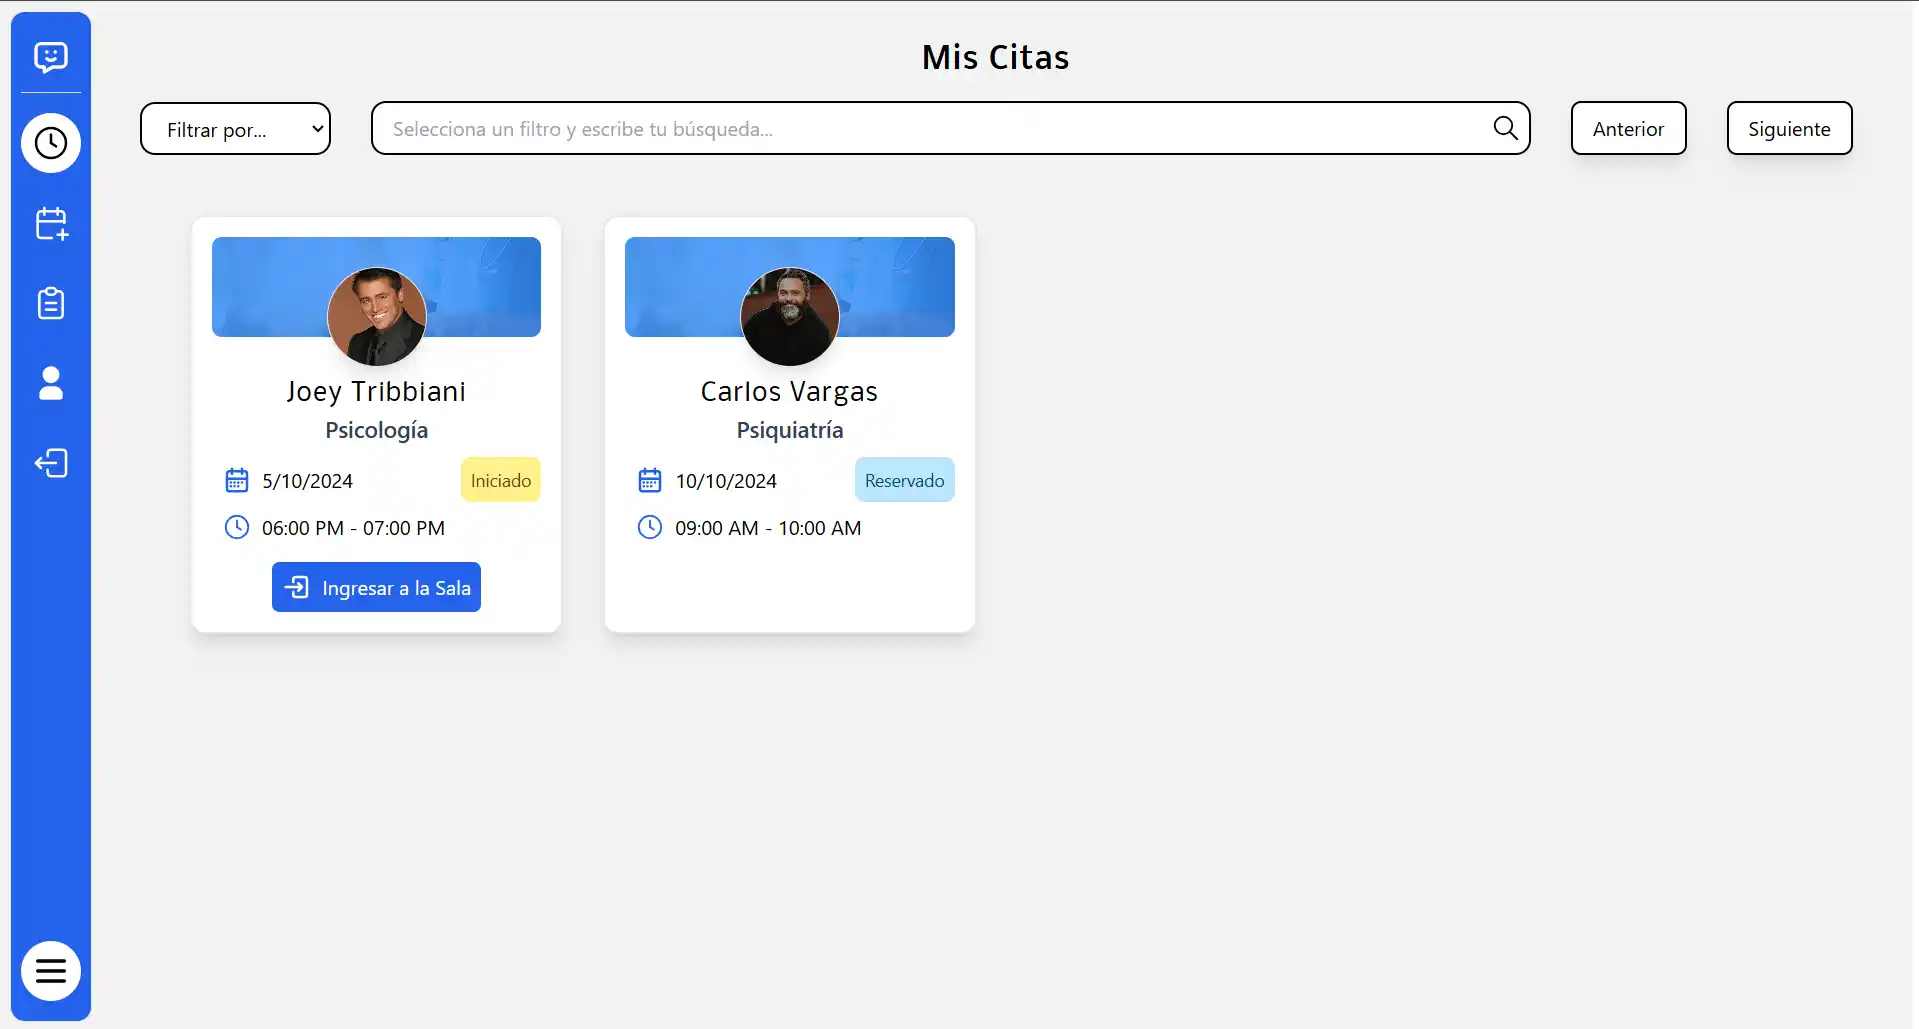 Mis Citas
Filtrar por...
Selecciona un filtro y escribe tu búsqueda...
Anterior
Siguiente
Joey Tribbiani
Psicología
5/10/2024
Iniciado
06:00 PM - 07:00 PM
Ingresar a la Sala
Carlos Vargas
Psiquiatría
10/10/2024
Reservado
09:00 AM - 10:00 AM